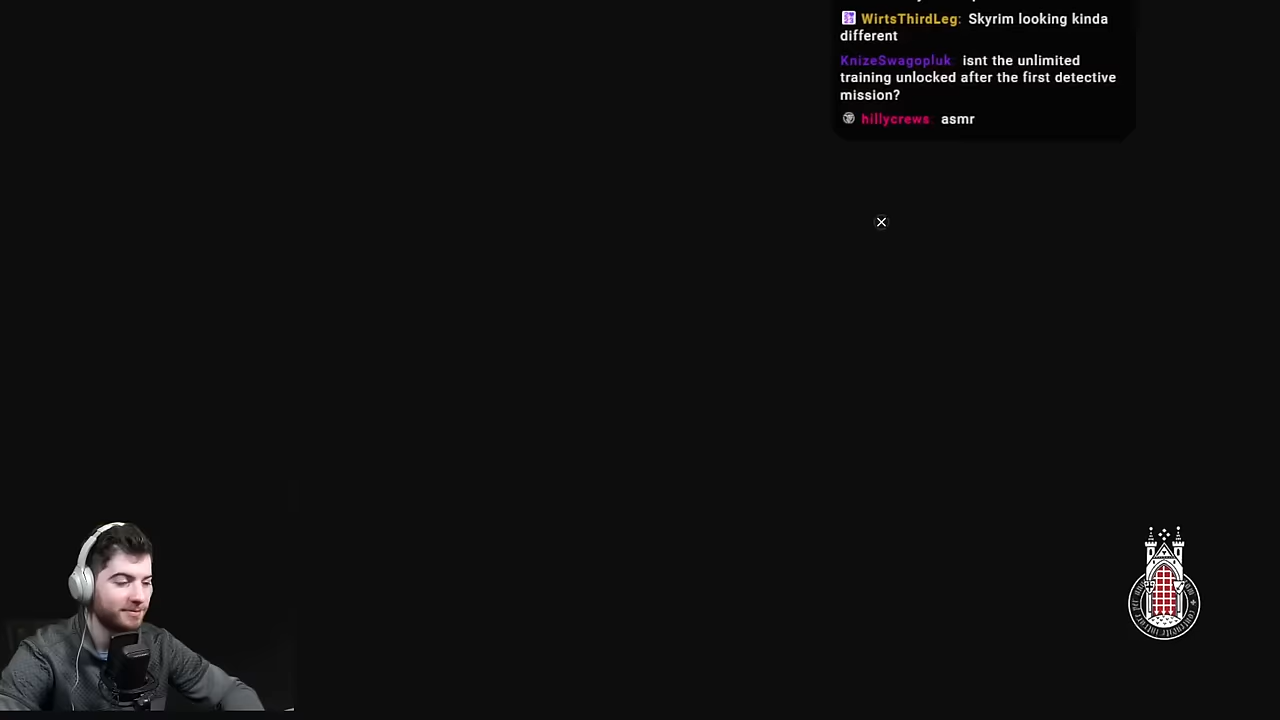 WirtsThirdLeg: Skyrim looking kinda
different
KnizeSwagopluk: isnt the unlimited
training unlocked after the first detective
mission?
hillycrews: asmr